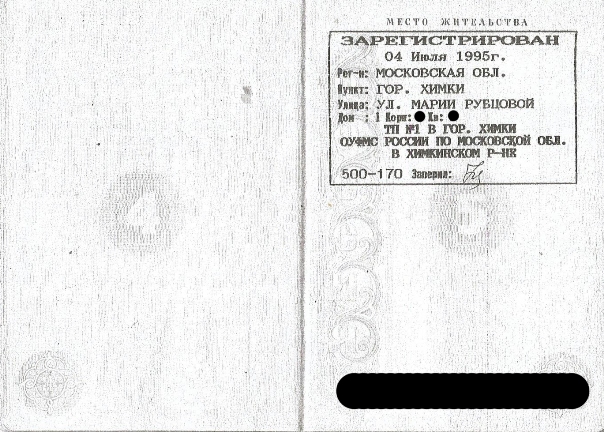 МЕСТО ЖИТЕЛЬСТВА
ЗАРЕГИСТРИРОВАН
04 Июля 1995г.
Рег-н: МОСКОВСКАЯ ОБЛ.
Пункт: ГОР. ХИМКИ
Улица: УЛ. МАРИИ РУБЦОВОЙ
Дом : 1 Корп: Кв:
ТП №1 В ГОР. ХИМКИ
ОУФМС РОССИИ ПО МОСКОВСКОЙ ОБЛ.
В ХИМКИНСКОМ Р-НЕ
500-170 Заверил:
4